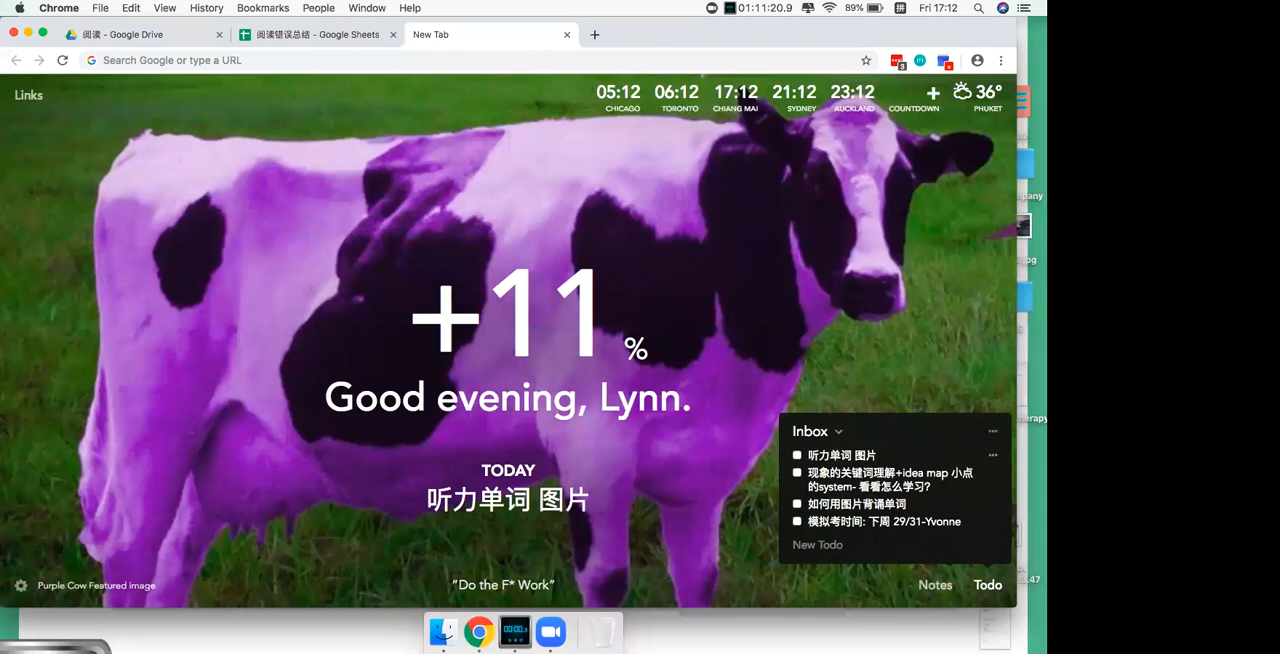 Chrome File Edit View History Bookmarks People Window Help 01:11:20.9 89% 拼 Fri 17:12
阅读 - Google Drive 阅读错误总结 - Google Sheets New Tab
Search Google or type a URL 3
Links
05:12 06:12 17:12 21:12 23:12 + 36°
CHICAGO TORONTO CHIANG MAI SYDNEY AUCKLAND COUNTDOWN PHUKET
+11 %
Good evening, Lynn.
TODAY
听力单词 图片
Inbox
听力单词 图片
现象的关键词理解+idea map 小点
的system- 看看怎么学习?
如何用图片背诵单词
模拟考时间: 下周 29/31-Yvonne
New Todo
Purple Cow Featured image
“Do the F* Work”
Notes Todo